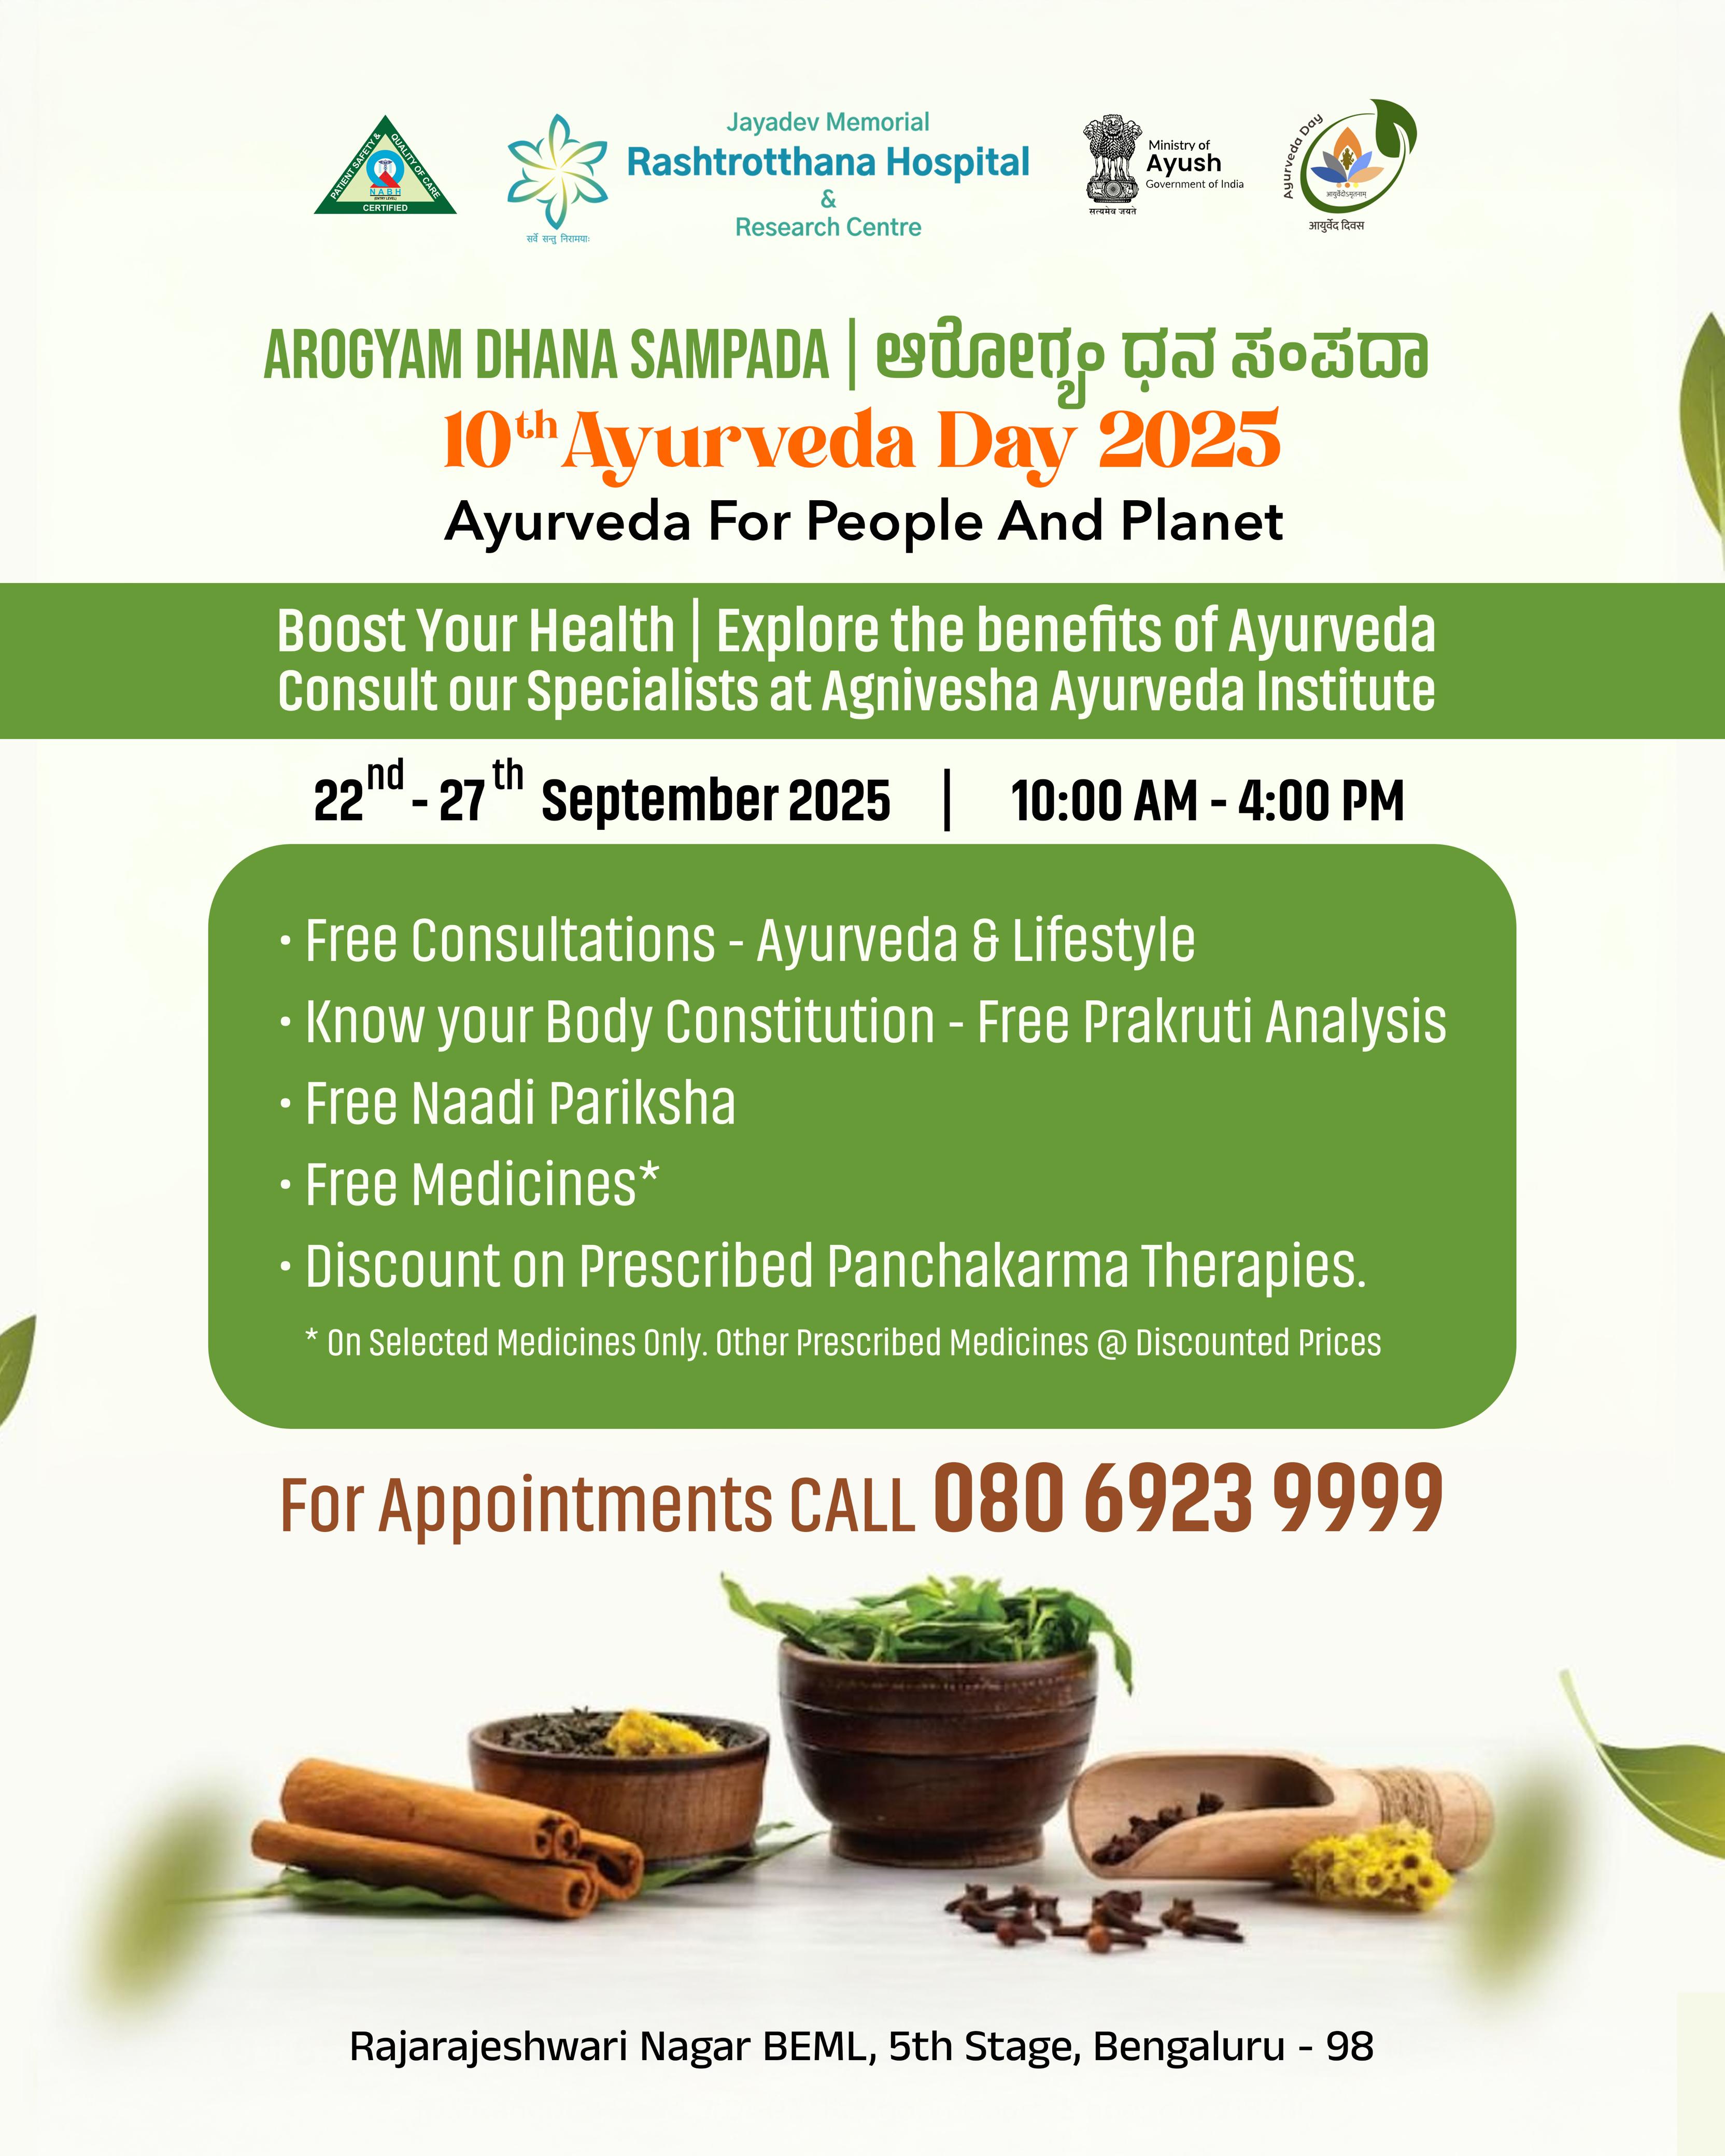 PATIENT SAFETY & QUALITY OF CARE
NABH
ENTRY LEVEL
CERTIFIED
सर्वे सन्तु निरामयाः
Jayadev Memorial
Rashtrotthana Hospital
&
Research Centre
सत्यमेव जयते
Ministry of
Ayush
Government of India
Ayurveda Day
आयुर्वेदोऽमृतानाम्
आयुर्वेद दिवस
AROGYAM DHANA SAMPADA | ಆರೋಗ್ಯಂ ಧನ ಸಂಪದಾ
10th Ayurveda Day 2025
Ayurveda For People And Planet
Boost Your Health | Explore the benefits of Ayurveda
Consult our Specialists at Agnivesha Ayurveda Institute
22nd - 27th September 2025 | 10:00 AM - 4:00 PM
• Free Consultations - Ayurveda & Lifestyle
• Know your Body Constitution - Free Prakruti Analysis
• Free Naadi Pariksha
• Free Medicines*
• Discount on Prescribed Panchakarma Therapies.
* On Selected Medicines Only. Other Prescribed Medicines @ Discounted Prices
For Appointments CALL 080 6923 9999
Rajarajeshwari Nagar BEML, 5th Stage, Bengaluru - 98